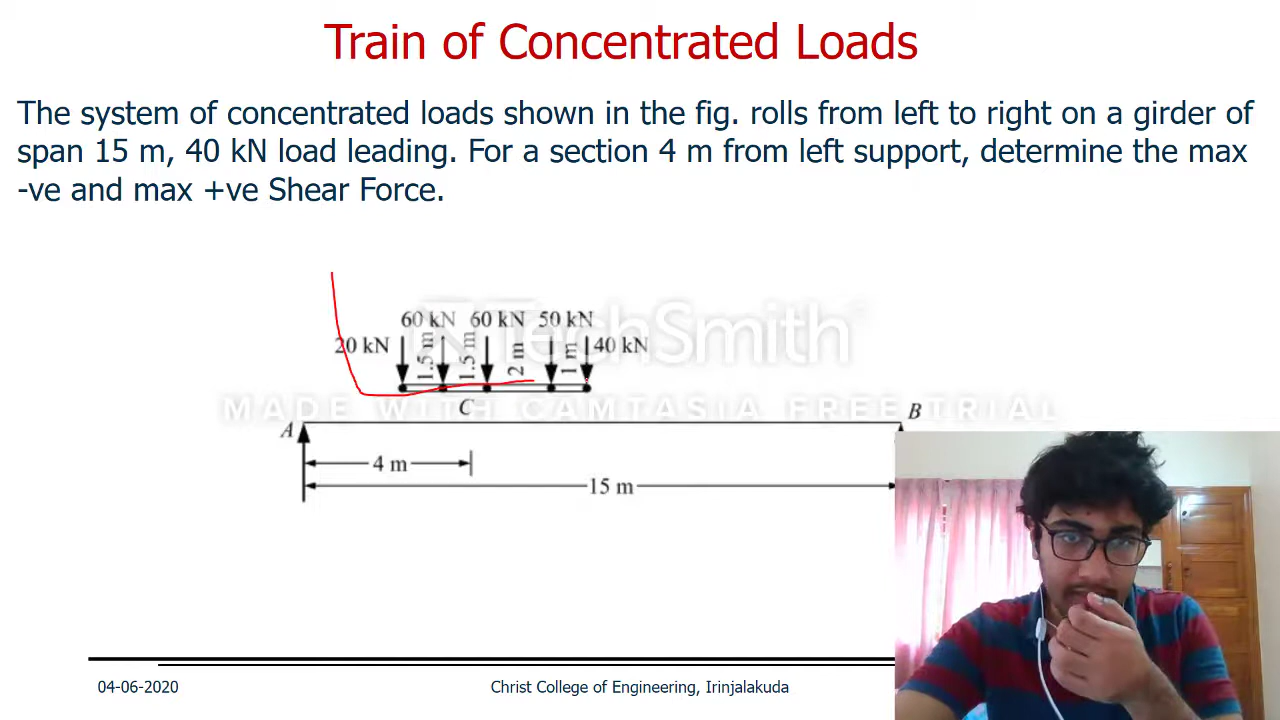 Train of Concentrated Loads
The system of concentrated loads shown in the fig. rolls from left to right on a girder of
span 15 m, 40 kN load leading. For a section 4 m from left support, determine the max
-ve and max +ve Shear Force.
60 kN 60 kN 50 kN
20 kN 1.5 m 1.5 m 2 m 1 m 40 kN
TechSmith
MADE WITH CAMTASIA FREE TRIAL
C
A B
4 m
15 m
04-06-2020 Christ College of Engineering, Irinjalakuda